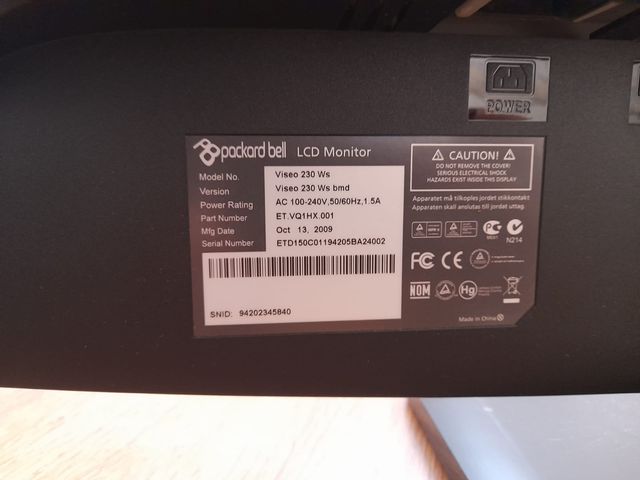 POWER
packard bell LCD Monitor
Model No. Viseo 230 Ws
Version Viseo 230 Ws bmd
Power Rating AC 100-240V,50/60Hz,1.5A
Part Number ET.VQ1HX.001
Mfg Date Oct 13, 2009
Serial Number ETD150C01194205BA24002
SNID: 94202345840
CAUTION!
DO NOT REMOVE THE COVER!
SERIOUS ELECTRICAL SHOCK
HAZARDS EXIST INSIDE THIS DISPLAY
Apparatet må tilkoples jordet stikkontakt
Apparaten skall anslutas till jordat uttag.
N214
FC CE
NOM
Hg
Made in China